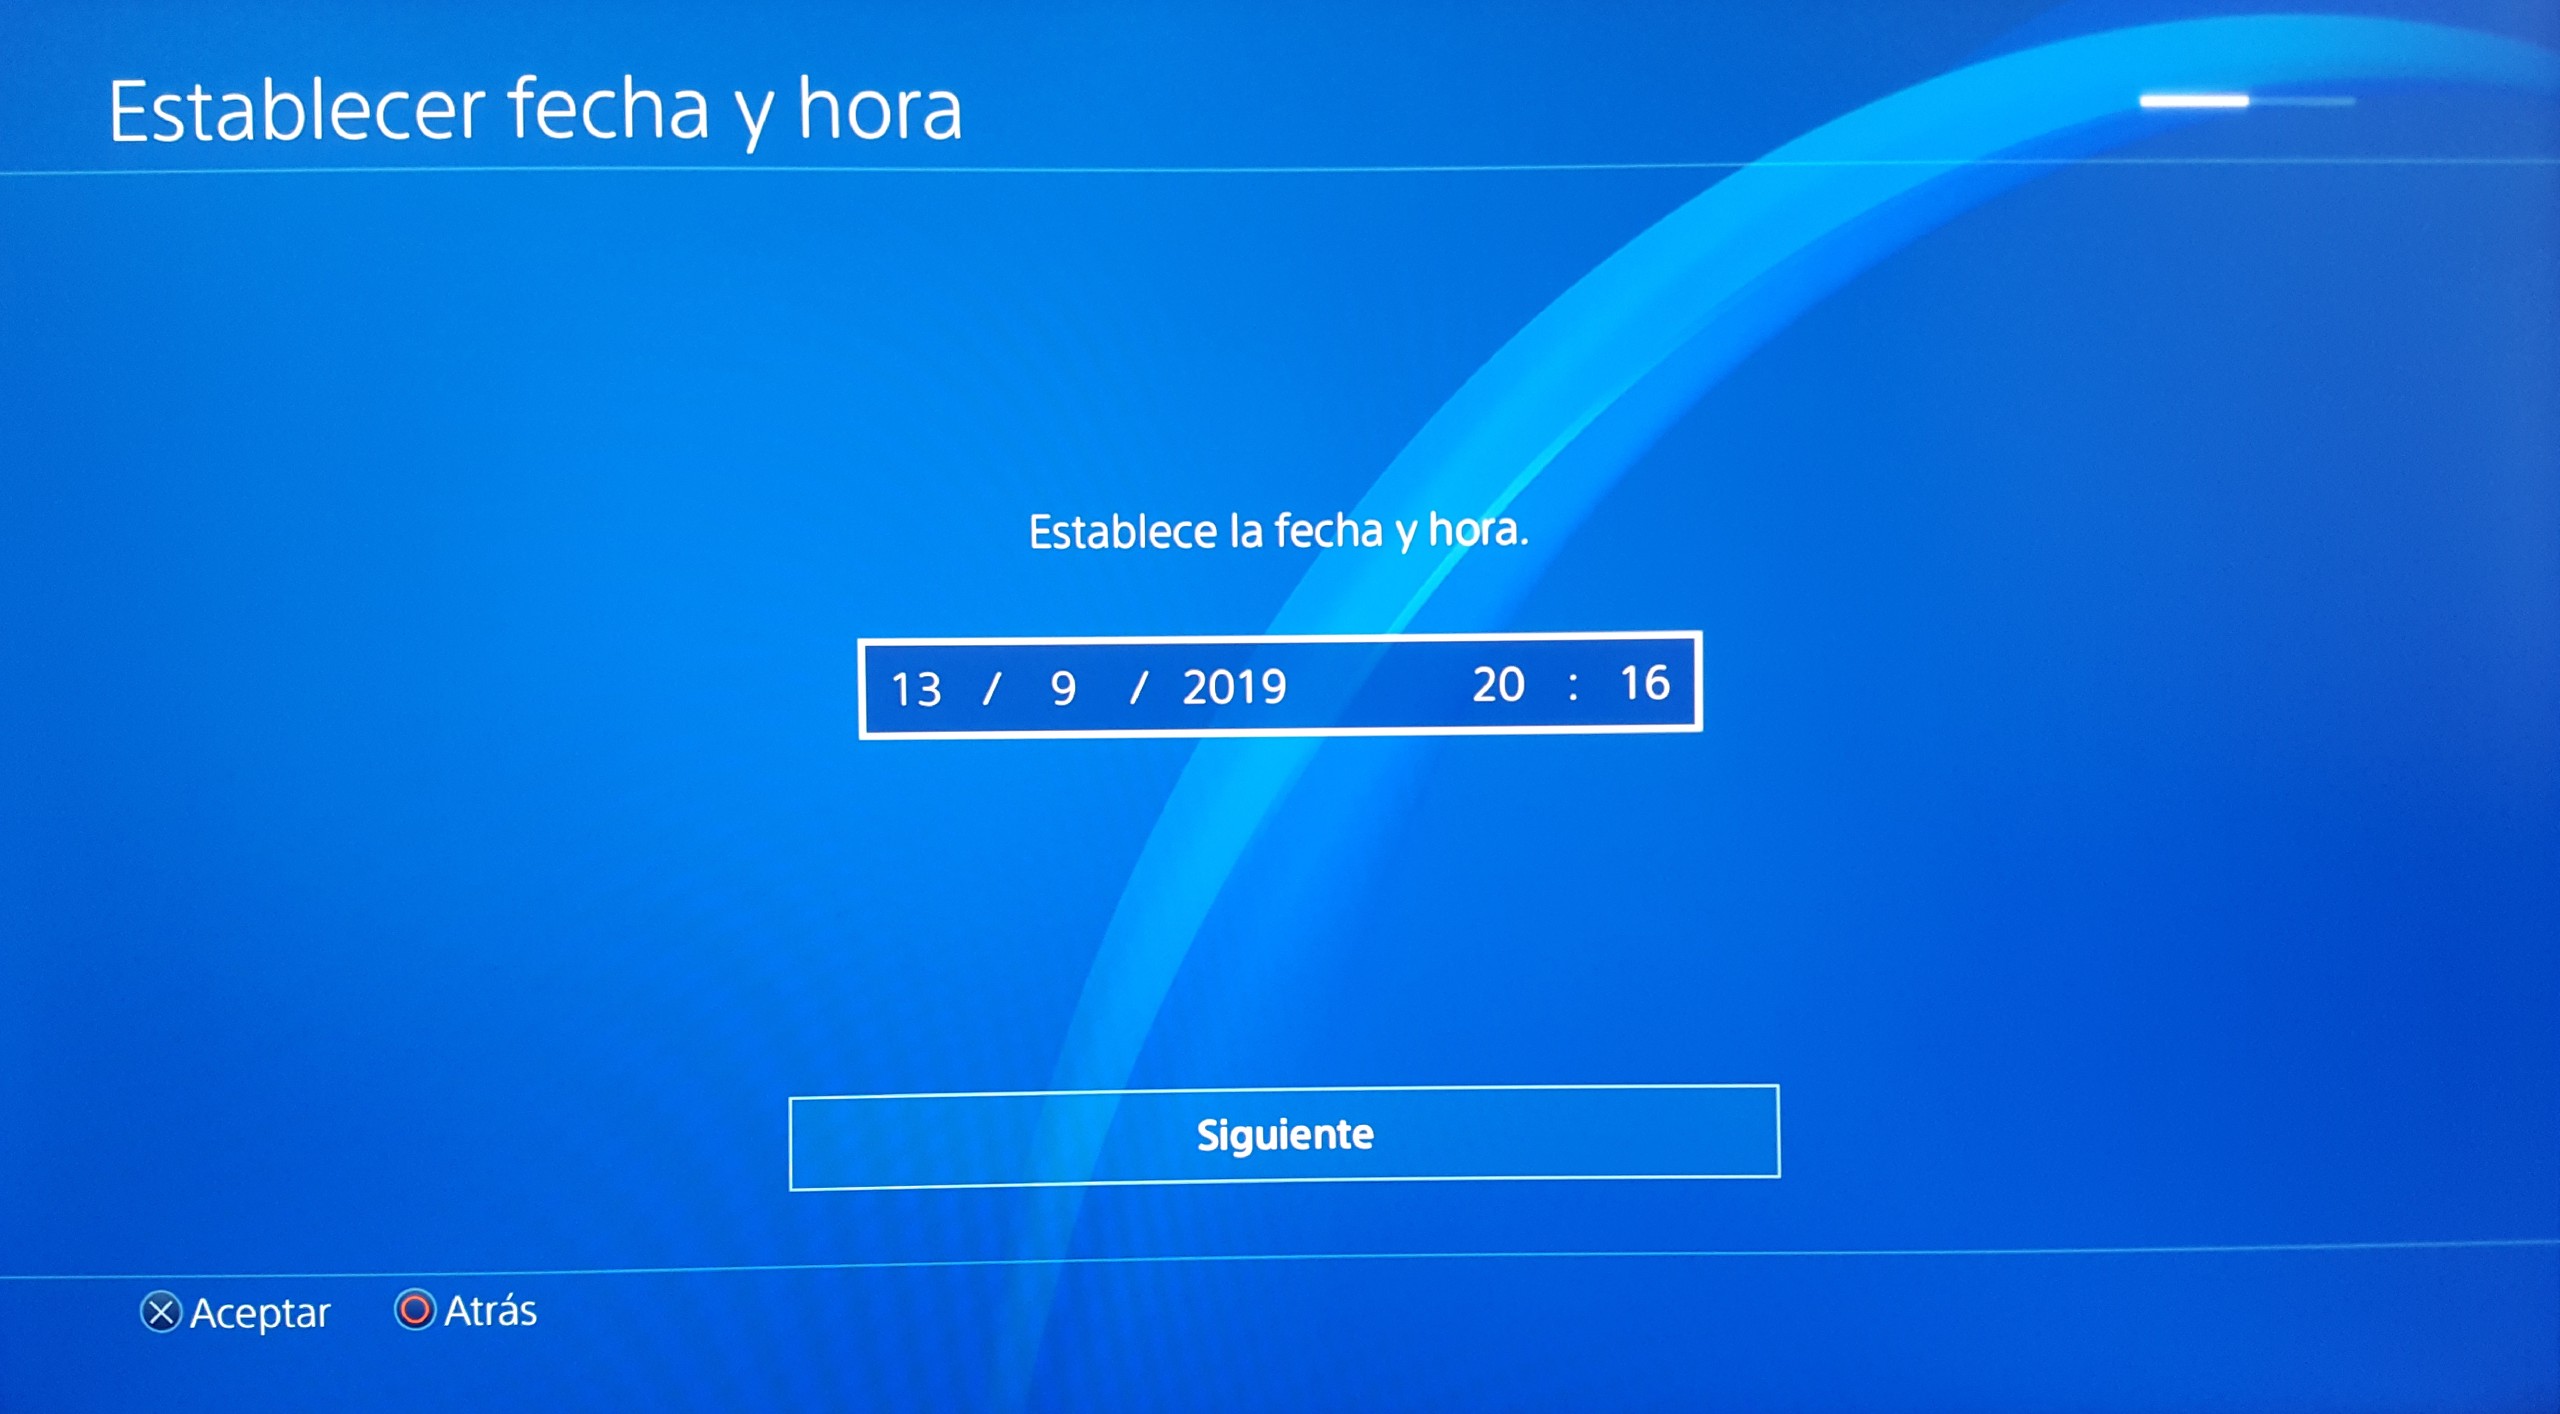 Establecer fecha y hora
Establece la fecha y hora.
13 / 9 / 2019 20 : 16
Siguiente
Aceptar Atrás